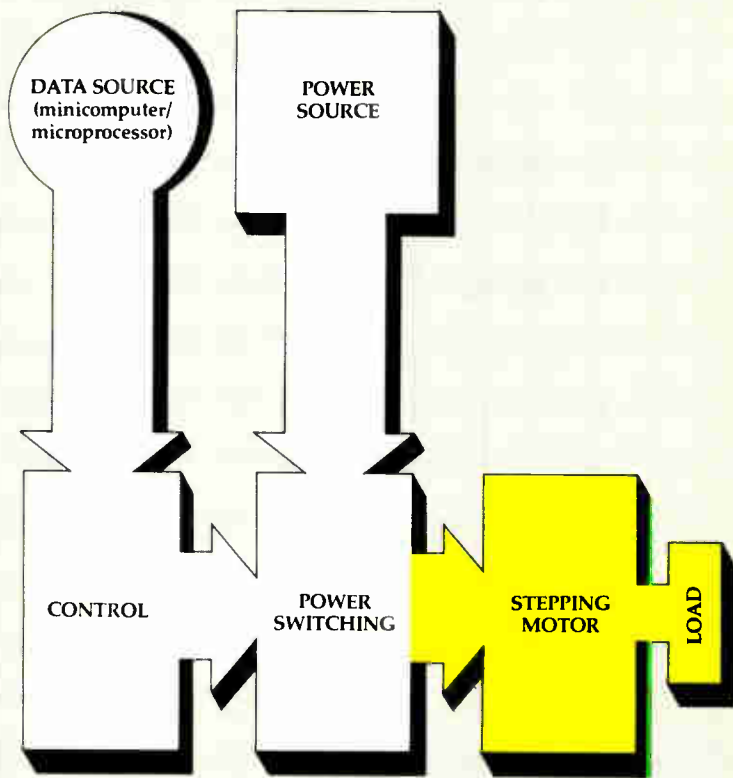 DATA SOURCE
(minicomputer/
microprocessor)
POWER
SOURCE
CONTROL
POWER
SWITCHING
STEPPING
MOTOR
LOAD